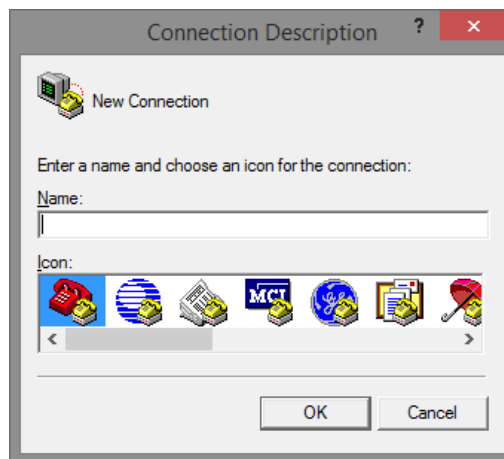 Connection Description
?
New Connection
Enter a name and choose an icon for the connection:
Name:
Icon:
MCI
OK
Cancel